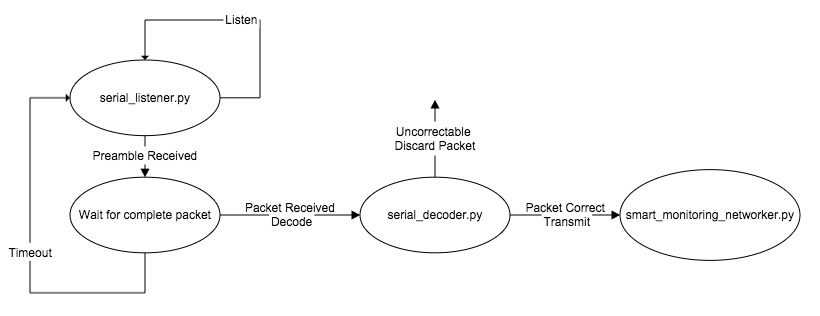 Listen
serial_listener.py
Preamble Received
Wait for complete packet
Timeout
Packet Received
Decode
Uncorrectable
Discard Packet
serial_decoder.py
Packet Correct
Transmit
smart_monitoring_networker.py